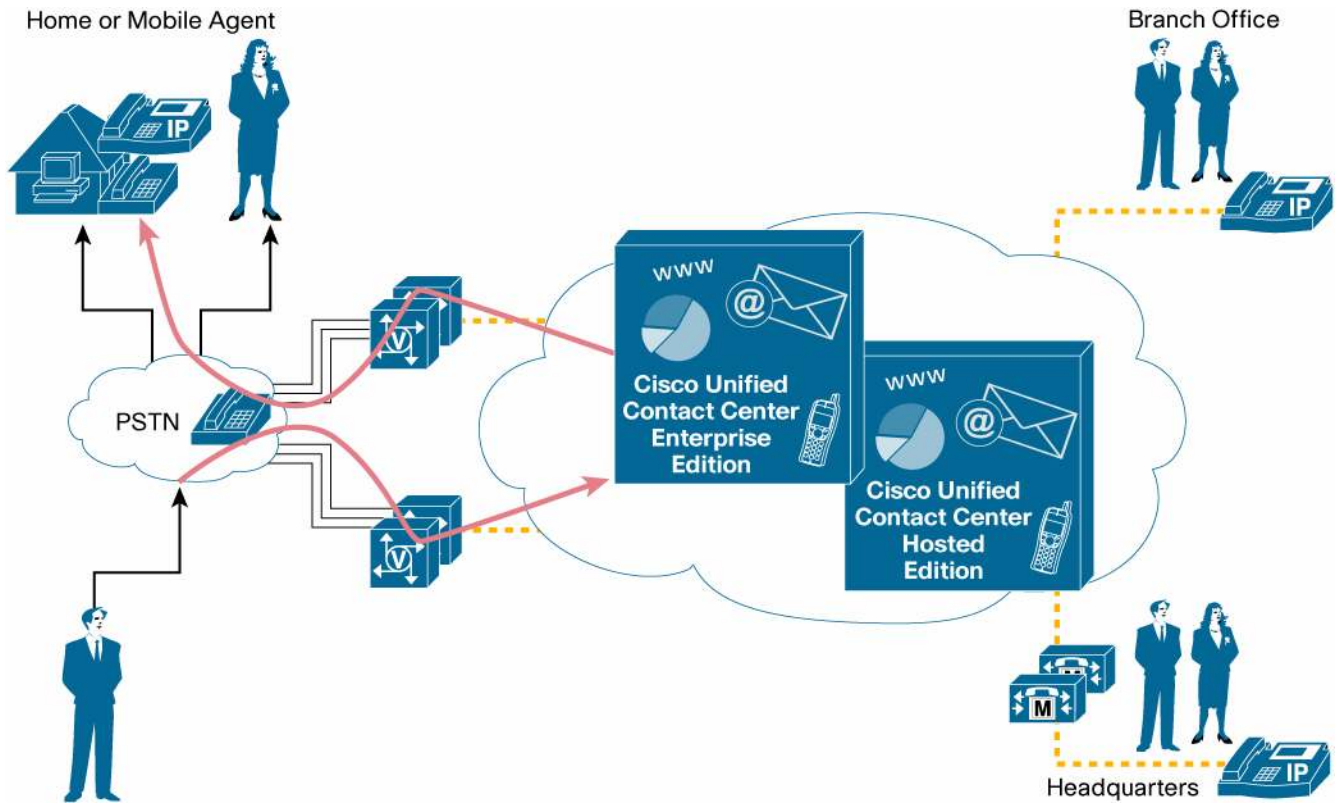 Home or Mobile Agent
Branch Office
IP
IP
www
@
Cisco Unified
Contact Center
Enterprise
Edition
www
@
Cisco Unified
Contact Center
Hosted
Edition
V
PSTN
V
M
Headquarters
IP